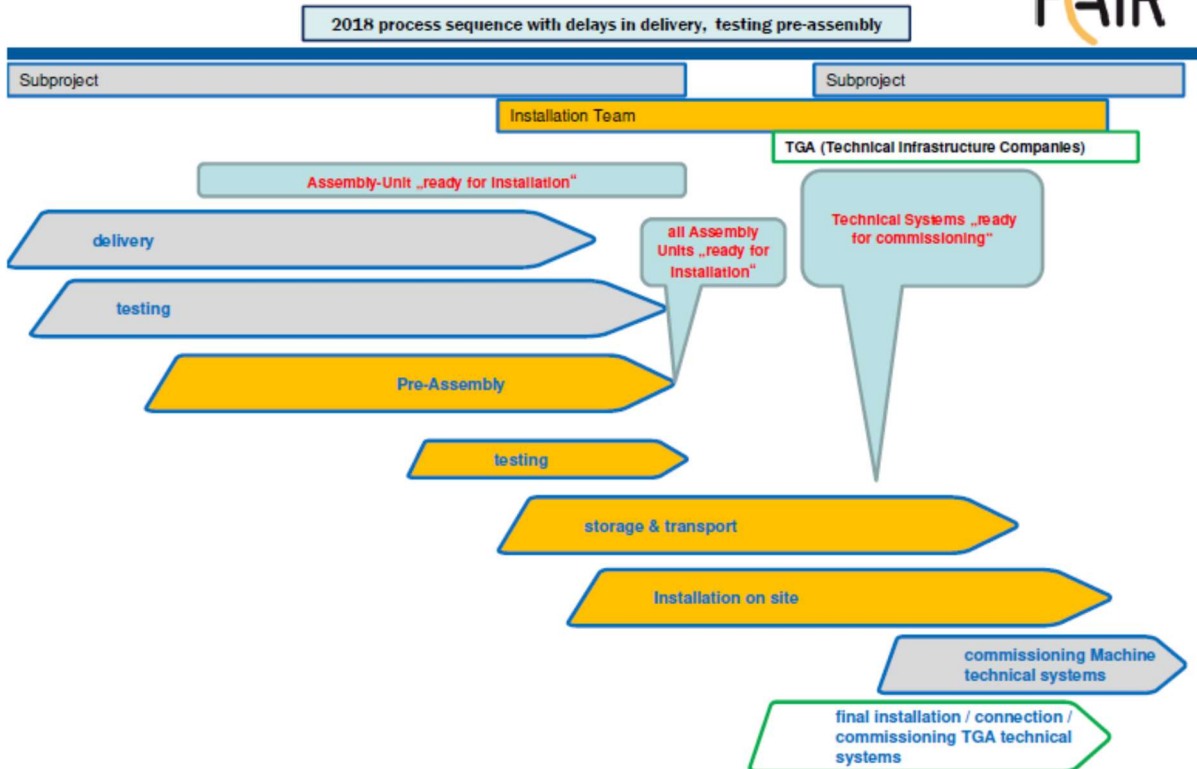 FAIR
2018 process sequence with delays in delivery, testing pre-assembly
Subproject
Subproject
Installation Team
TGA (Technical Infrastructure Companies)
Assembly-Unit „ready for Installation“
delivery
all Assembly
Units „ready for
Installation“
Technical Systems „ready
for commissioning“
testing
Pre-Assembly
testing
storage & transport
Installation on site
commissioning Machine
technical systems
final installation / connection /
commissioning TGA technical
systems